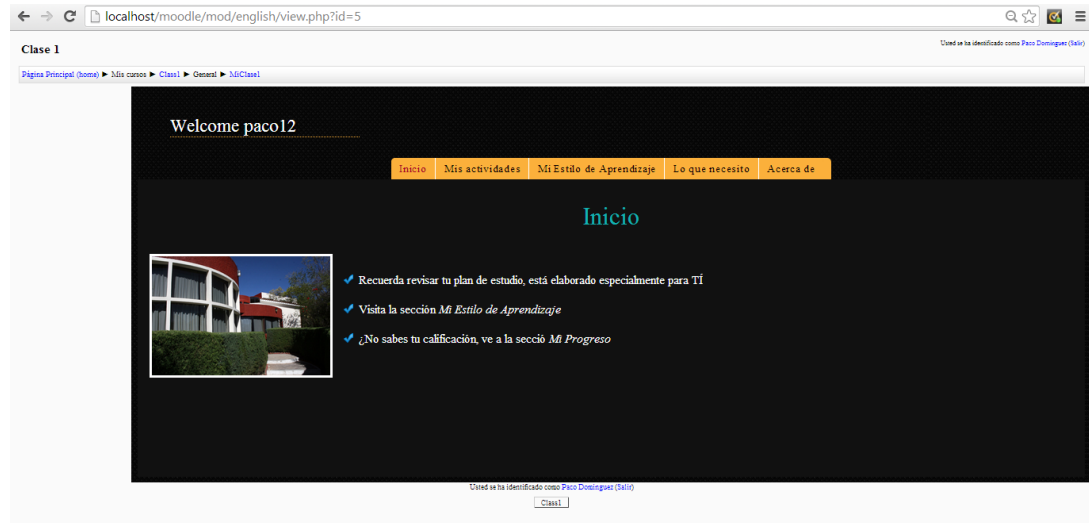 localhost/moodle/mod/english/view.php?id=5
Clase 1
Usted se ha identificado como Paco Dominguez (Salir)
Página Principal (home) ► Mis cursos ► Class1 ► General ► MiClase1
Welcome paco12
Inicio Mis actividades Mi Estilo de Aprendizaje Lo que necesito Acerca de
Inicio
Recuerda revisar tu plan de estudio, está elaborado especialmente para TÍ
Visita la sección Mi Estilo de Aprendizaje
¿No sabes tu calificación, ve a la secció Mi Progreso
Usted se ha identificado como Paco Dominguez (Salir)
Class1